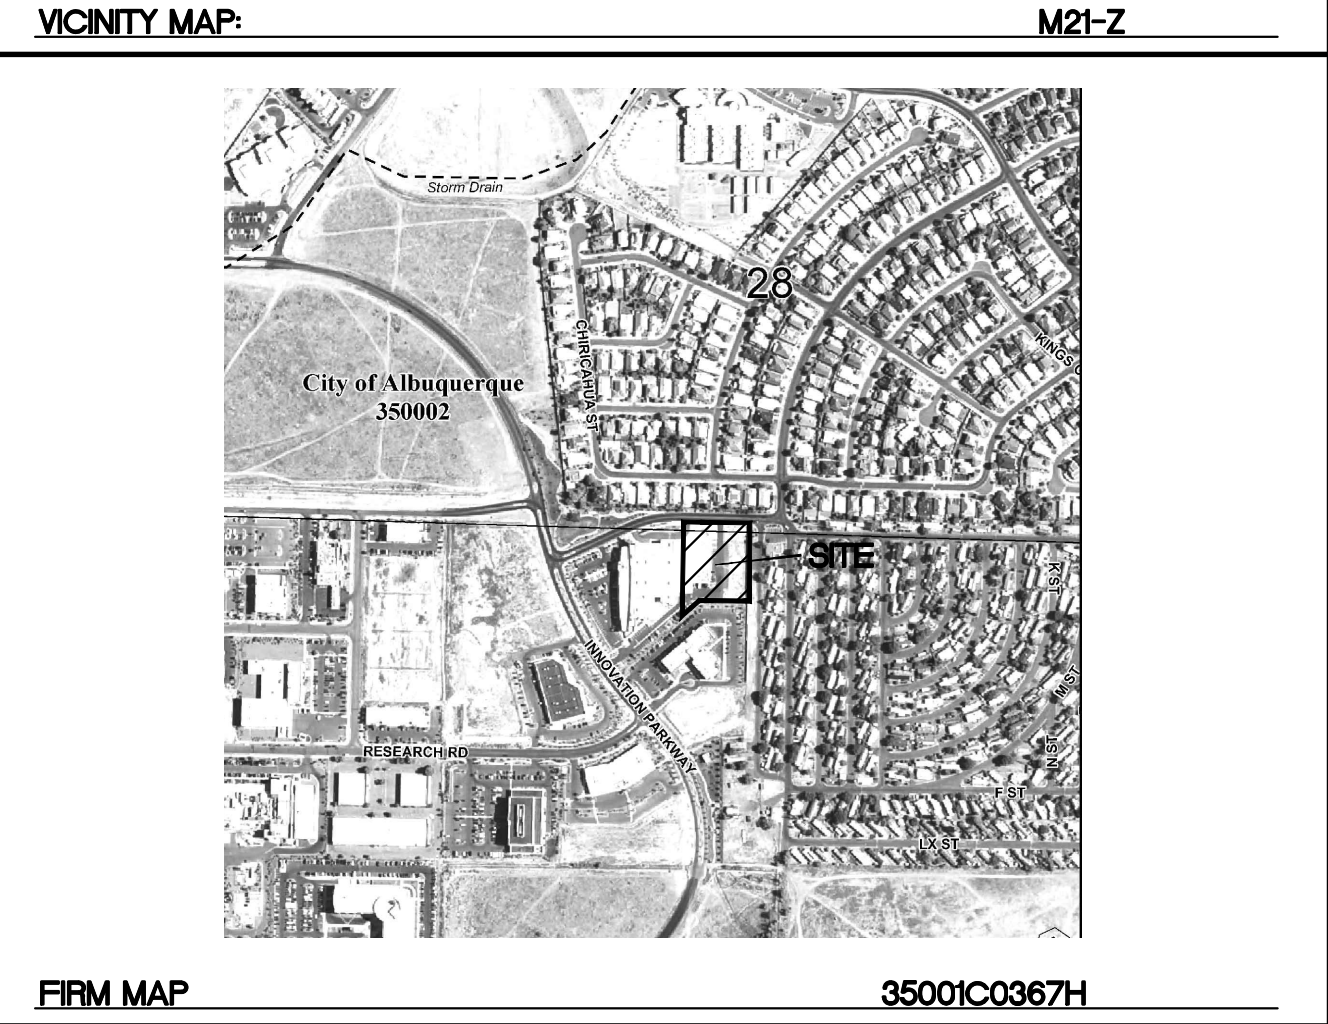 VICINITY MAP: M21-Z
Storm Drain
28
CHIRICAHUA ST
KINGS C
City of Albuquerque
350002
SITE
K ST
INNOVATION PARKWAY
M ST
RESEARCH RD
N ST
F ST
LX ST
FIRM MAP 35001C0367H